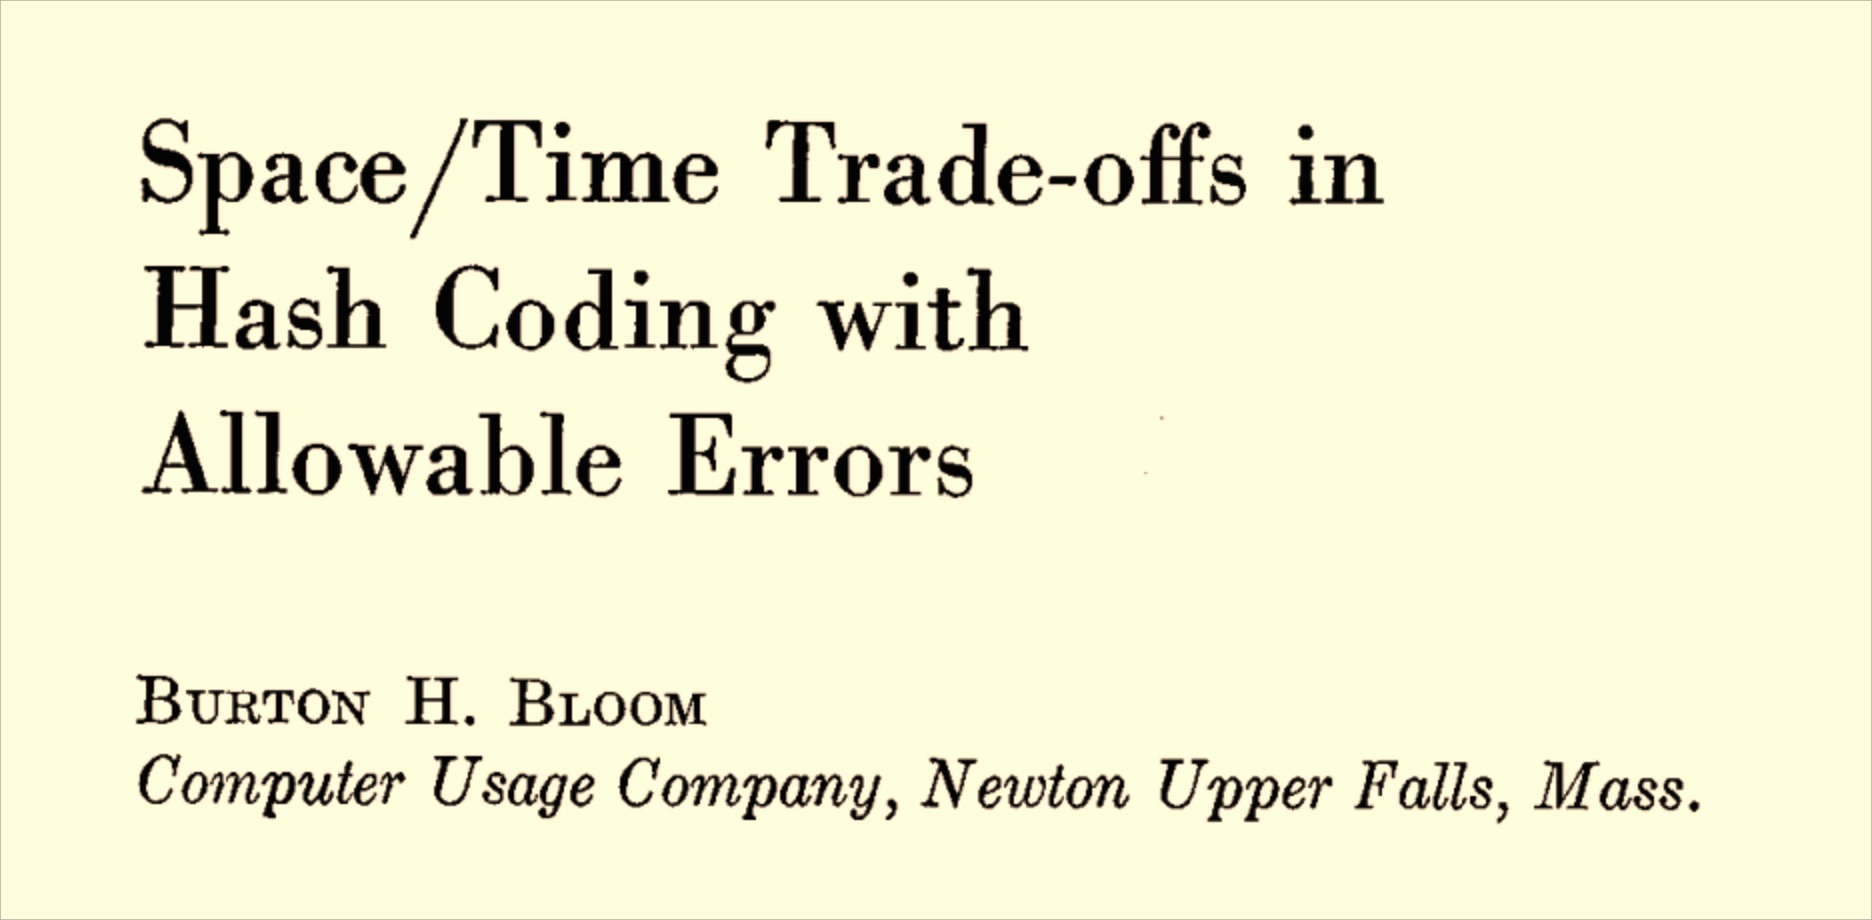 Space/Time Trade-offs in
Hash Coding with
Allowable Errors
BURTON H. BLOOM
Computer Usage Company, Newton Upper Falls, Mass.